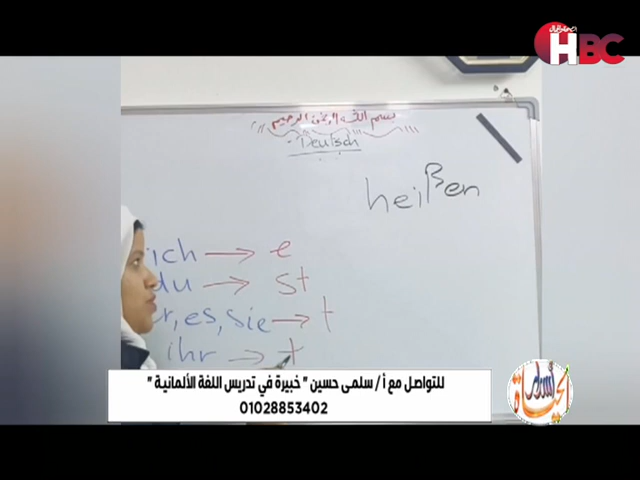 HBC
بسم الله الرحمن الرحيم
Deutsch
heißen
ich → e
du → st
er, es, sie → t
ihr → t
للتواصل مع أ / سلمى حسين " خبيرة في تدريس اللغة الألمانية "
01028853402
الحياة